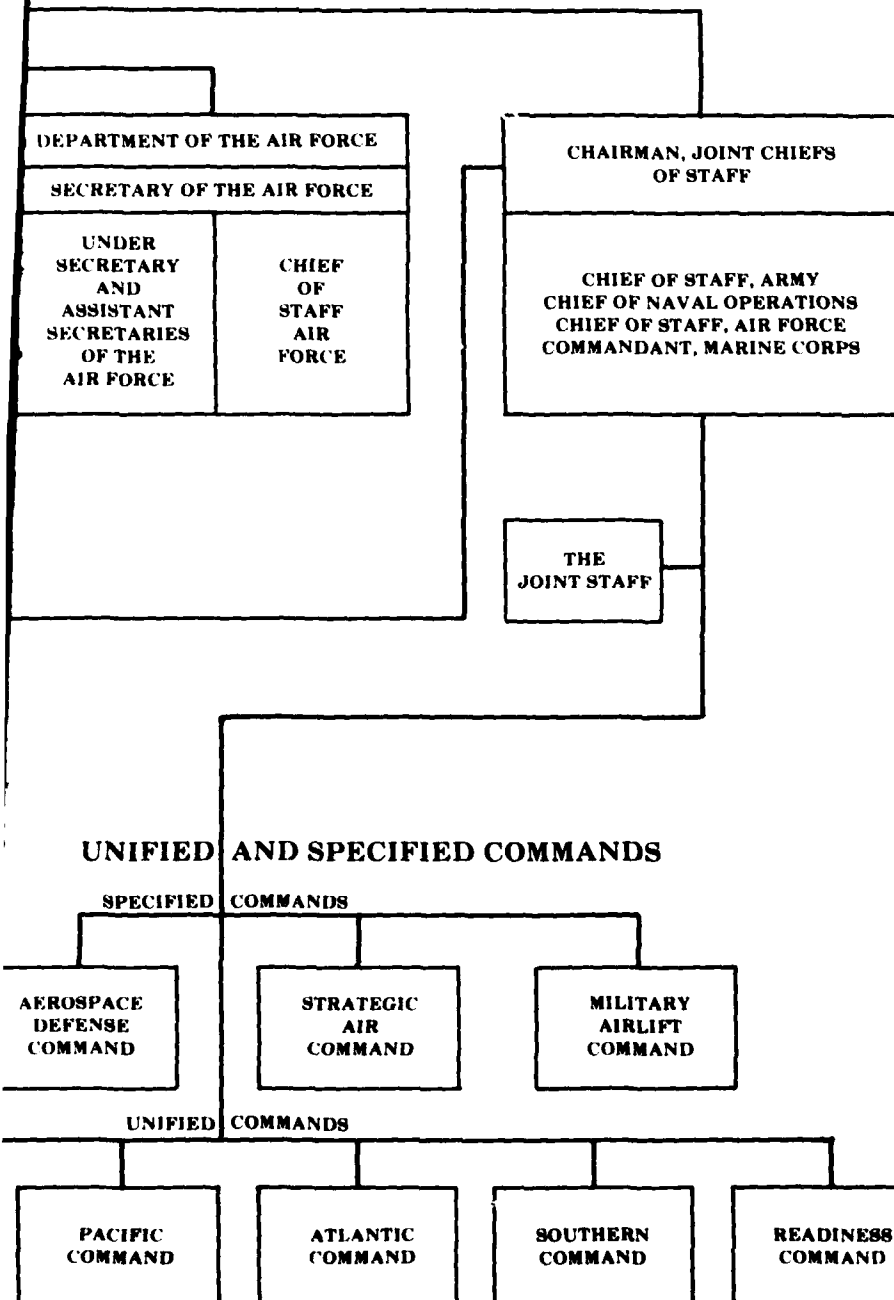 DEPARTMENT OF THE AIR FORCE
SECRETARY OF THE AIR FORCE
UNDER
SECRETARY
AND
ASSISTANT
SECRETARIES
OF THE
AIR FORCE
CHIEF
OF
STAFF
AIR
FORCE
CHAIRMAN, JOINT CHIEFS
OF STAFF
CHIEF OF STAFF, ARMY
CHIEF OF NAVAL OPERATIONS
CHIEF OF STAFF, AIR FORCE
COMMANDANT, MARINE CORPS
THE
JOINT STAFF
UNIFIED AND SPECIFIED COMMANDS
SPECIFIED COMMANDS
AEROSPACE
DEFENSE
COMMAND
STRATEGIC
AIR
COMMAND
MILITARY
AIRLIFT
COMMAND
UNIFIED COMMANDS
PACIFIC
COMMAND
ATLANTIC
COMMAND
SOUTHERN
COMMAND
READINESS
COMMAND